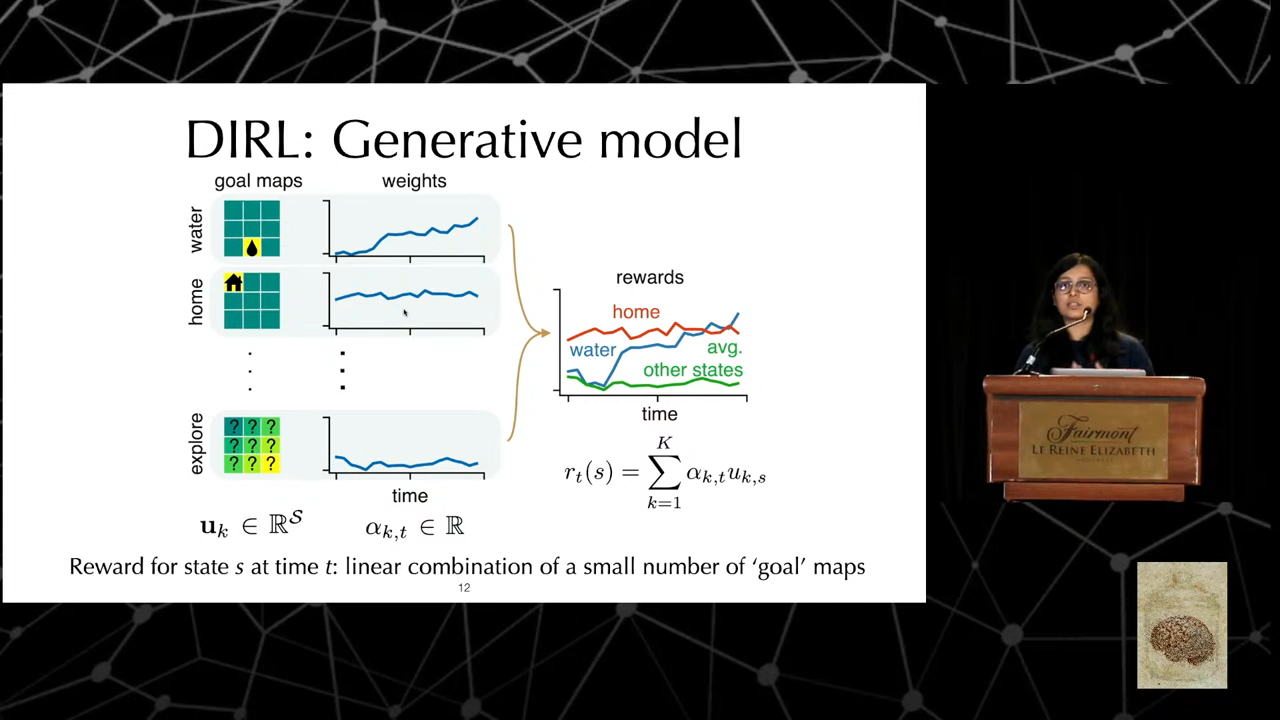 DIRL: Generative model
goal maps
weights
water
home
explore
? ? ?
? ? ?
? ? ?
time
u_k ∈ ℝ^𝒮
α_{k,t} ∈ ℝ
rewards
home
water
avg.
other states
time
r_t(s) = ∑_{k=1}^{K} α_{k,t} u_{k,s}
Reward for state s at time t: linear combination of a small number of ‘goal’ maps
12
Fairmont
LE REINE ELIZABETH